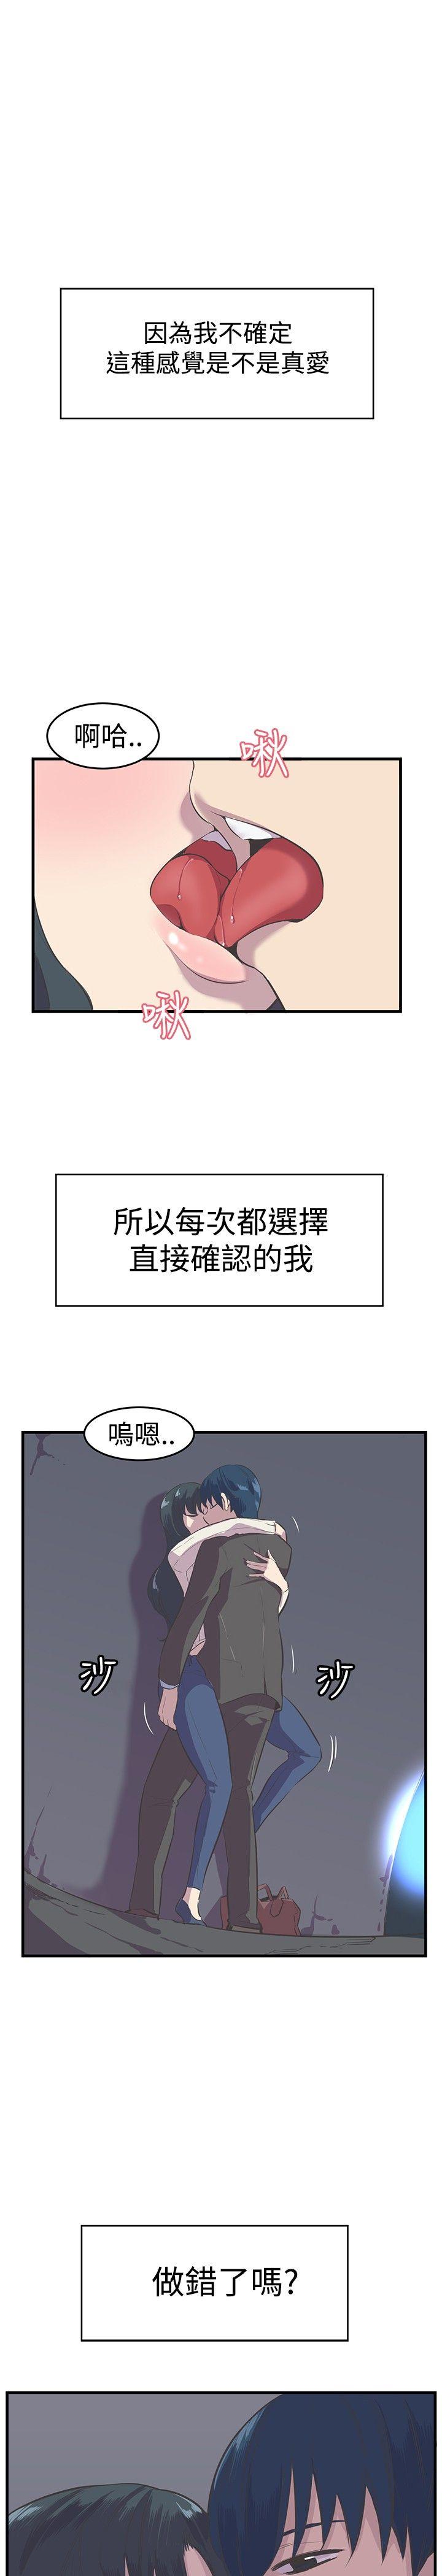 因為我不確定
這種感覺是不是真愛
啊哈..
啾
啾
所以每次都選擇
直接確認的我
嗚嗯..
沙
沙
做錯了嗎?